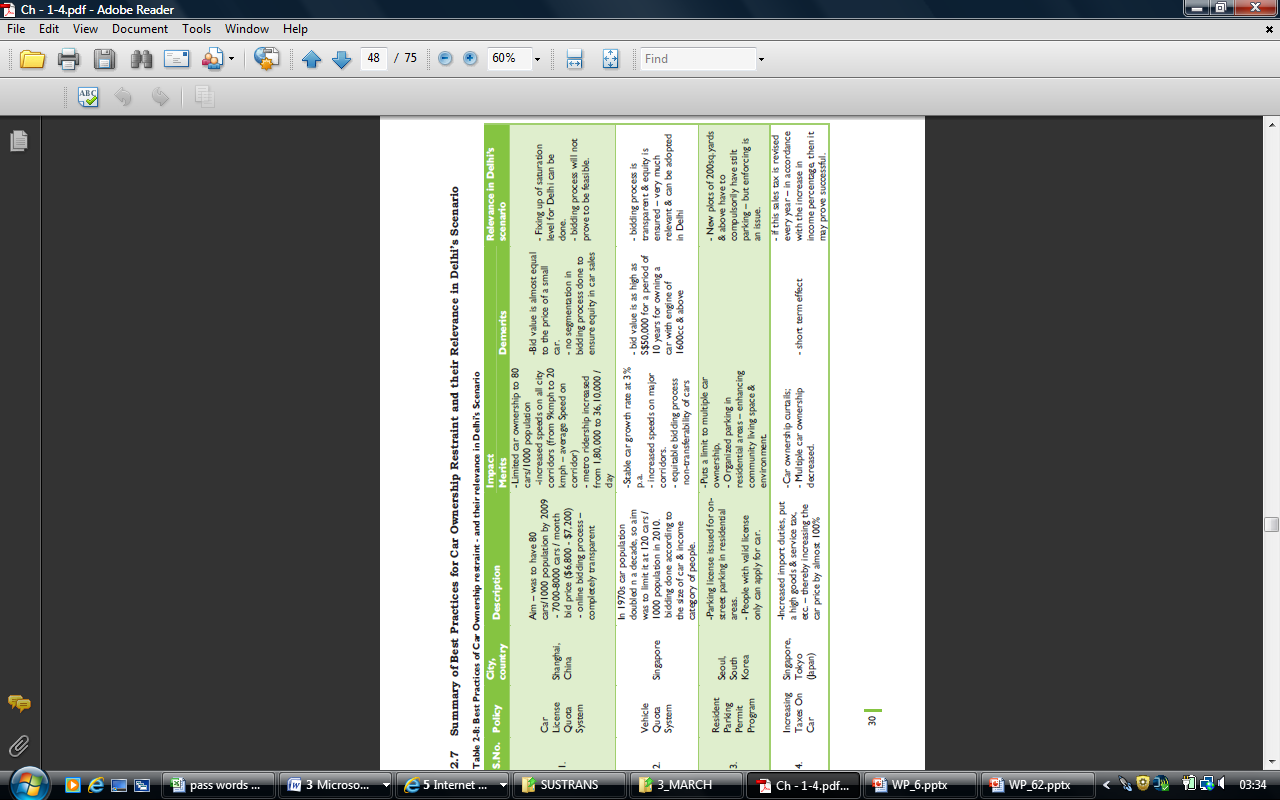 Ch - 1-4.pdf - Adobe Reader
File Edit View Document Tools Window Help
48 / 75 60% Find
ABC
2.7 Summary of Best Practices for Car Ownership Restraint and their Relevance in Delhi's Scenario
Table 2-8: Best Practices of Car Ownership restraint - and their relevance in Delhi's Scenario
S.No. Policy City, country Description Impact Relevance in Delhi's scenario
Merits Demerits
1.
Car
License
Quota
System
Shanghai,
China
Aim – was to have 80
cars/1000 population by 2009
- 7000-8000 cars / month
bid price ($6,800 - $7,200)
- online bidding process –
completely transparent
-Limited car ownership to 80
cars/1000 population
-increased speeds on all city
corridors (from 9kmph to 20
kmph – average Speed on
corridor)
- metro ridership increased
from 1,80,000 to 36,10,000 /
day
-Bid value is almost equal
to the price of a small
car.
- no segmentation in
bidding process done to
ensure equity in car sales
- Fixing up of saturation
level for Delhi can be
done.
- bidding process will not
prove to be feasible.
2.
Vehicle
Quota
System
Singapore
In 1970s car population
doubled n a decade, so aim
was to limit it at 120 cars /
1000 population in 2010.
bidding done according to
the size of car & income
category of people.
-Stable car growth rate at 3%
p.a.
- increased speeds on major
corridors.
- equitable bidding process
non-transferability of cars
- bid value is as high as
S$50,000 for a period of
10 years for owning a
car with engine of
1600cc & above
- bidding process is
transparent & equity is
ensured – very much
relevant & can be adopted
in Delhi
3.
Resident
Parking
Permit
Program
Seoul,
South
Korea
-Parking license issued for on-
street parking in residential
areas.
- People with valid license
only can apply for car.
-Puts a limit to multiple car
ownership.
- Organized parking in
residential areas – enhancing
community living space &
environment.
- New plots of 200sq.yards
& above have to
compulsorily have stilt
parking – but enforcing is
an issue.
4.
Increasing
Taxes On
Car
Singapore,
Tokyo
(Japan)
-Increased import duties, put
a high goods & service tax,
etc. – thereby increasing the
car price by almost 100%
-Car ownership curtails;
- Multiple car ownership
decreased.
- short term effect
- if this sales tax is revised
every year – in accordance
with the increase in
income percentage, then it
may prove successful.
30
pass words ... 3 Microso... 5 Internet ... SUSTRANS 3_MARCH Ch - 1-4.pdf... WP_6.pptx WP_62.pptx 03:34